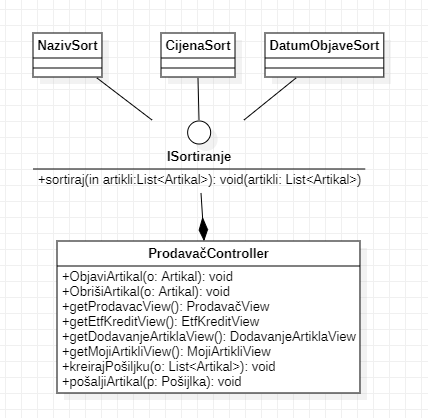 NazivSort
CijenaSort
DatumObjaveSort
ISortiranje
+sortiraj(in artikli:List<Artikal>): void(artikli: List<Artikal>)
ProdavačController
+ObjaviArtikal(o: Artikal): void
+ObrišiArtikal(o: Artikal): void
+getProdavacView(): ProdavačView
+getEtfKreditView(): EtfKreditView
+getDodavanjeArtiklaView(): DodavanjeArtiklaView
+getMojiArtikliView(): MojiArtikliView
+kreirajPošiljku(o: List<Artikal>): void
+pošaljiArtikal(p: Pošijlka): void